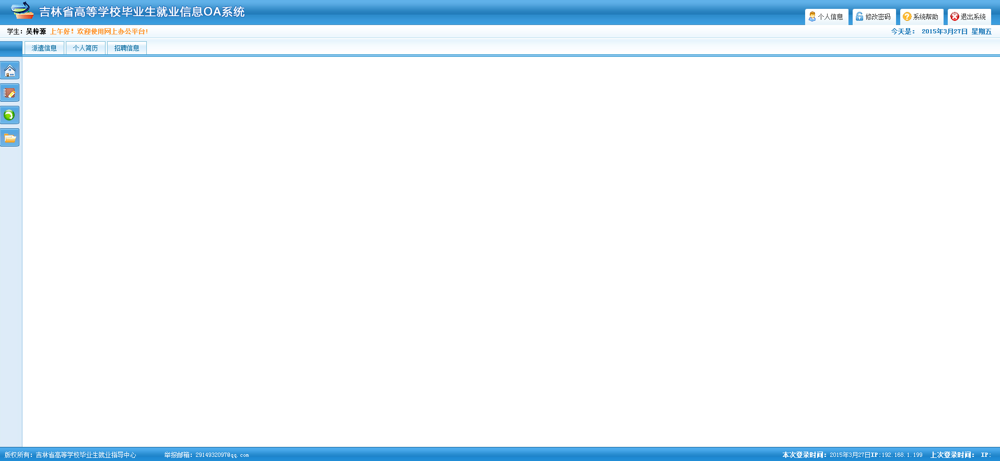 吉林省高等学校毕业生就业信息OA系统
个人信息 修改密码 系统帮助 退出系统
学生：吴梓源 上午好！欢迎使用网上办公平台！ 今天是： 2015年3月27日 星期五
派遣信息 个人简历 招聘信息
版权所有：吉林省高等学校毕业生就业指导中心 举报邮箱：2914932097@qq.com 本次登录时间：2015年3月27日IP:192.168.1.199 上次登录时间： IP: